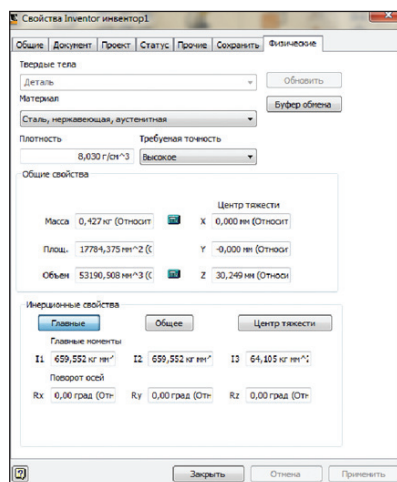 Свойства Inventor инвентор1
Общие Документ Проект Статус Прочие Сохранить Физические
Твердые тела
Деталь Обновить
Материал Буфер обмена
Сталь, нержавеющая, аустенитная
Плотность Требуемая точность
8,030 г/см^3 Высокое
Общие свойства
Центр тяжести
Масса 0,427 кг (Относит X 0,000 мм (Относи
Площ. 17784,375 мм^2 (С Y -0,000 мм (Относи
Объем 53190,508 мм^3 (С Z 30,249 мм (Относи
Инерционные свойства
Главные Общее Центр тяжести
Главные моменты
I1 659,552 кг мм^ I2 659,552 кг мм^ I3 64,105 кг мм^2
Поворот осей
Rx 0,00 град (Отн Ry 0,00 град (Отн Rz 0,00 град (Отн
Закрыть Отмена Применить